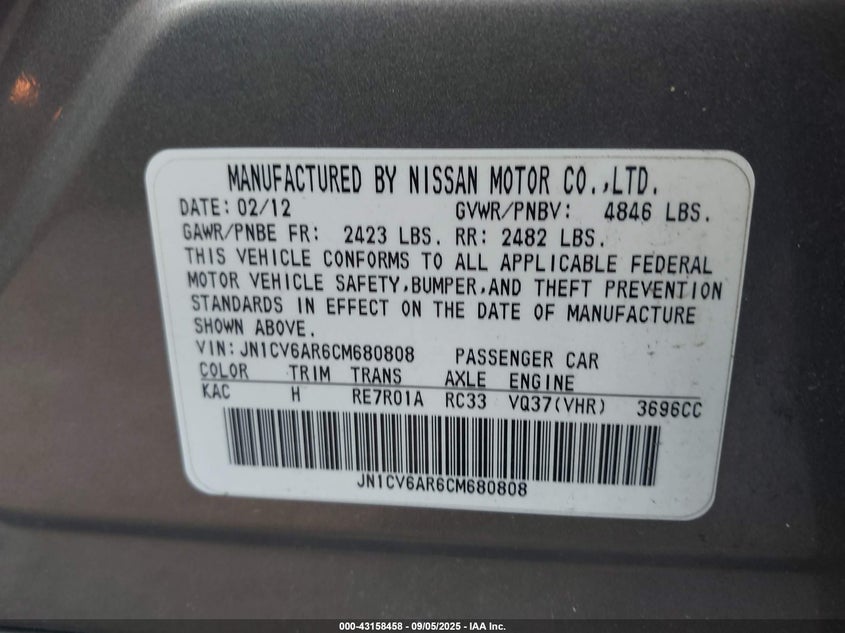 MANUFACTURED BY NISSAN MOTOR CO.,LTD.
DATE: 02/12 GVWR/PNBV: 4846 LBS.
GAWR/PNBE FR: 2423 LBS. RR: 2482 LBS.
THIS VEHICLE CONFORMS TO ALL APPLICABLE FEDERAL
MOTOR VEHICLE SAFETY,BUMPER,AND THEFT PREVENTION
STANDARDS IN EFFECT ON THE DATE OF MANUFACTURE
SHOWN ABOVE.
VIN:JN1CV6AR6CM680808 PASSENGER CAR
COLOR TRIM TRANS AXLE ENGINE
KAC H RE7R01A RC33 VQ37(VHR) 3696CC
JN1CV6AR6CM680808
000-43158458 - 09/05/2025 - IAA Inc.